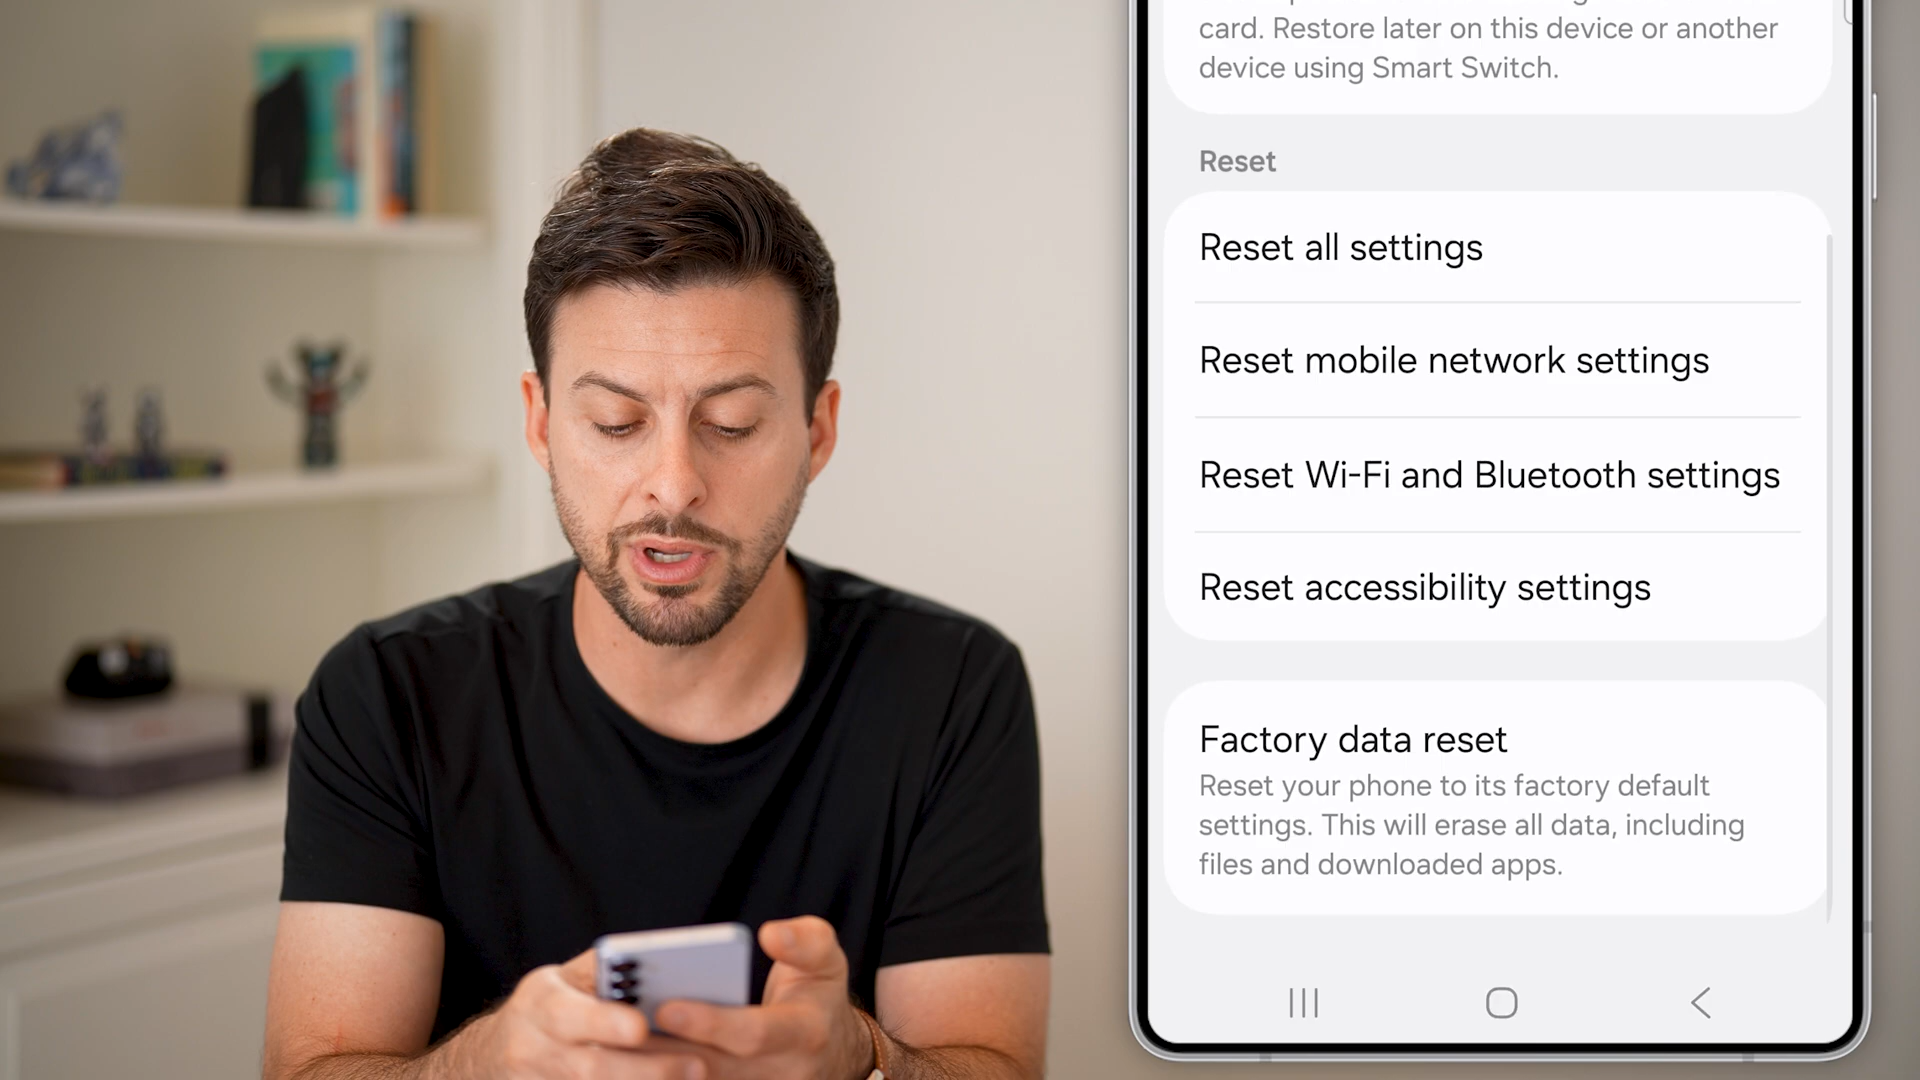 card. Restore later on this device or another
device using Smart Switch.
Reset
Reset all settings
Reset mobile network settings
Reset Wi-Fi and Bluetooth settings
Reset accessibility settings
Factory data reset
Reset your phone to its factory default
settings. This will erase all data, including
files and downloaded apps.